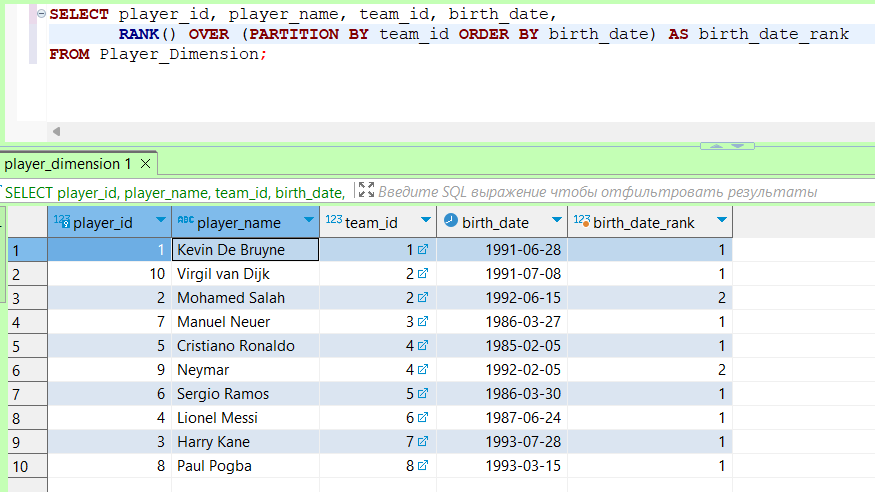 SELECT player_id, player_name, team_id, birth_date,
RANK() OVER (PARTITION BY team_id ORDER BY birth_date) AS birth_date_rank
FROM Player_Dimension;
player_dimension 1
SELECT player_id, player_name, team_id, birth_date, Введите SQL выражение чтобы отфильтровать результаты
123 player_id ABC player_name 123 team_id birth_date 123 birth_date_rank
1 1 Kevin De Bruyne 1 1991-06-28 1
2 10 Virgil van Dijk 2 1991-07-08 1
3 2 Mohamed Salah 2 1992-06-15 2
4 7 Manuel Neuer 3 1986-03-27 1
5 5 Cristiano Ronaldo 4 1985-02-05 1
6 9 Neymar 4 1992-02-05 2
7 6 Sergio Ramos 5 1986-03-30 1
8 4 Lionel Messi 6 1987-06-24 1
9 3 Harry Kane 7 1993-07-28 1
10 8 Paul Pogba 8 1993-03-15 1